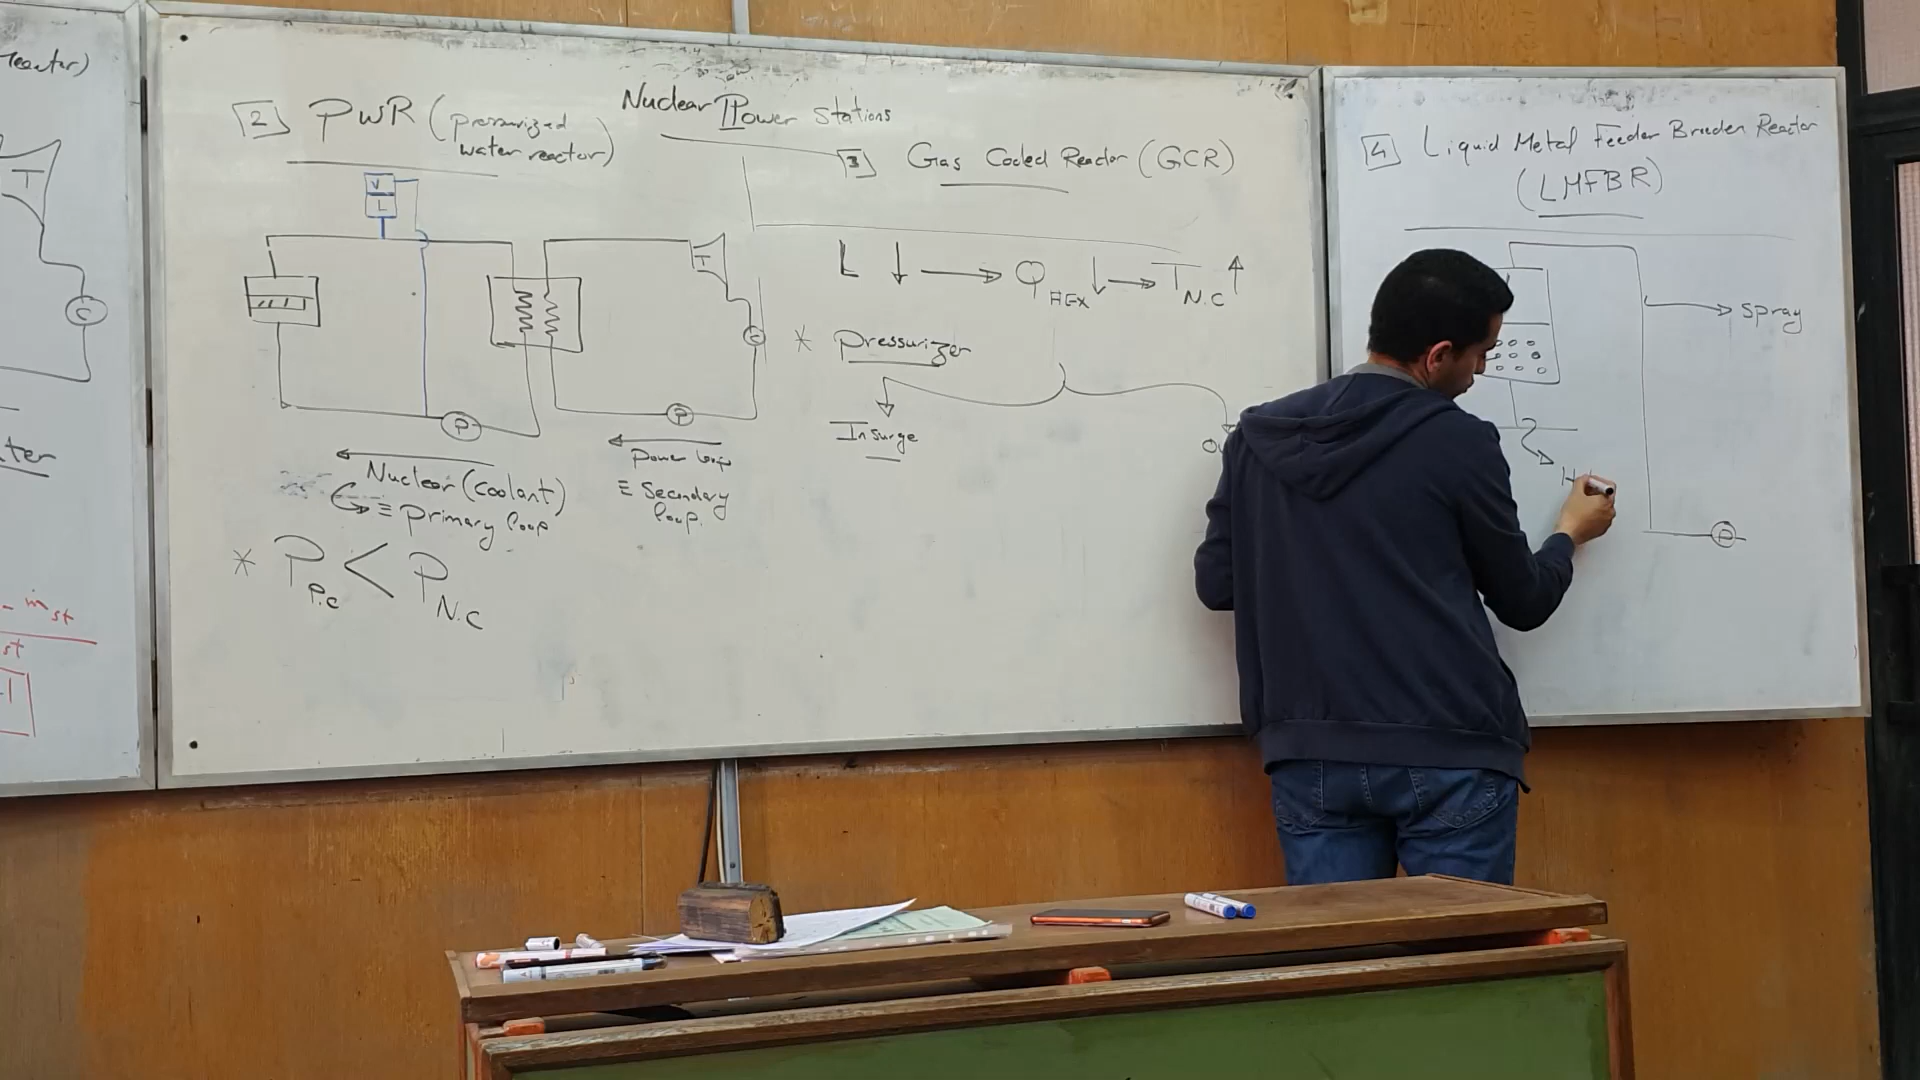 Reactor)
T
C
st
Nuclear Power Stations
2 PWR (pressurized
water reactor)
V
L
T
C
P
P
Nuclear (coolant)
≡ primary loop
Power loop
≡ Secondary
loop.
* P P.C < P N.C
3 Gas Cooled Reactor (GCR)
L ↓ → Q HEX ↓ → T N.C ↑
* Pressurizer
Insurge
4 Liquid Metal Feeder Breeder Reactor
(LMFBR)
Spray
P